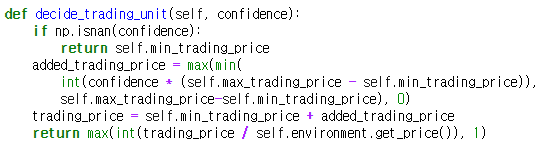 def decide_trading_unit(self, confidence):
    if np.isnan(confidence):
        return self.min_trading_price
    added_trading_price = max(min(
        int(confidence * (self.max_trading_price - self.min_trading_price)),
        self.max_trading_price-self.min_trading_price), 0)
    trading_price = self.min_trading_price + added_trading_price
    return max(int(trading_price / self.environment.get_price()), 1)